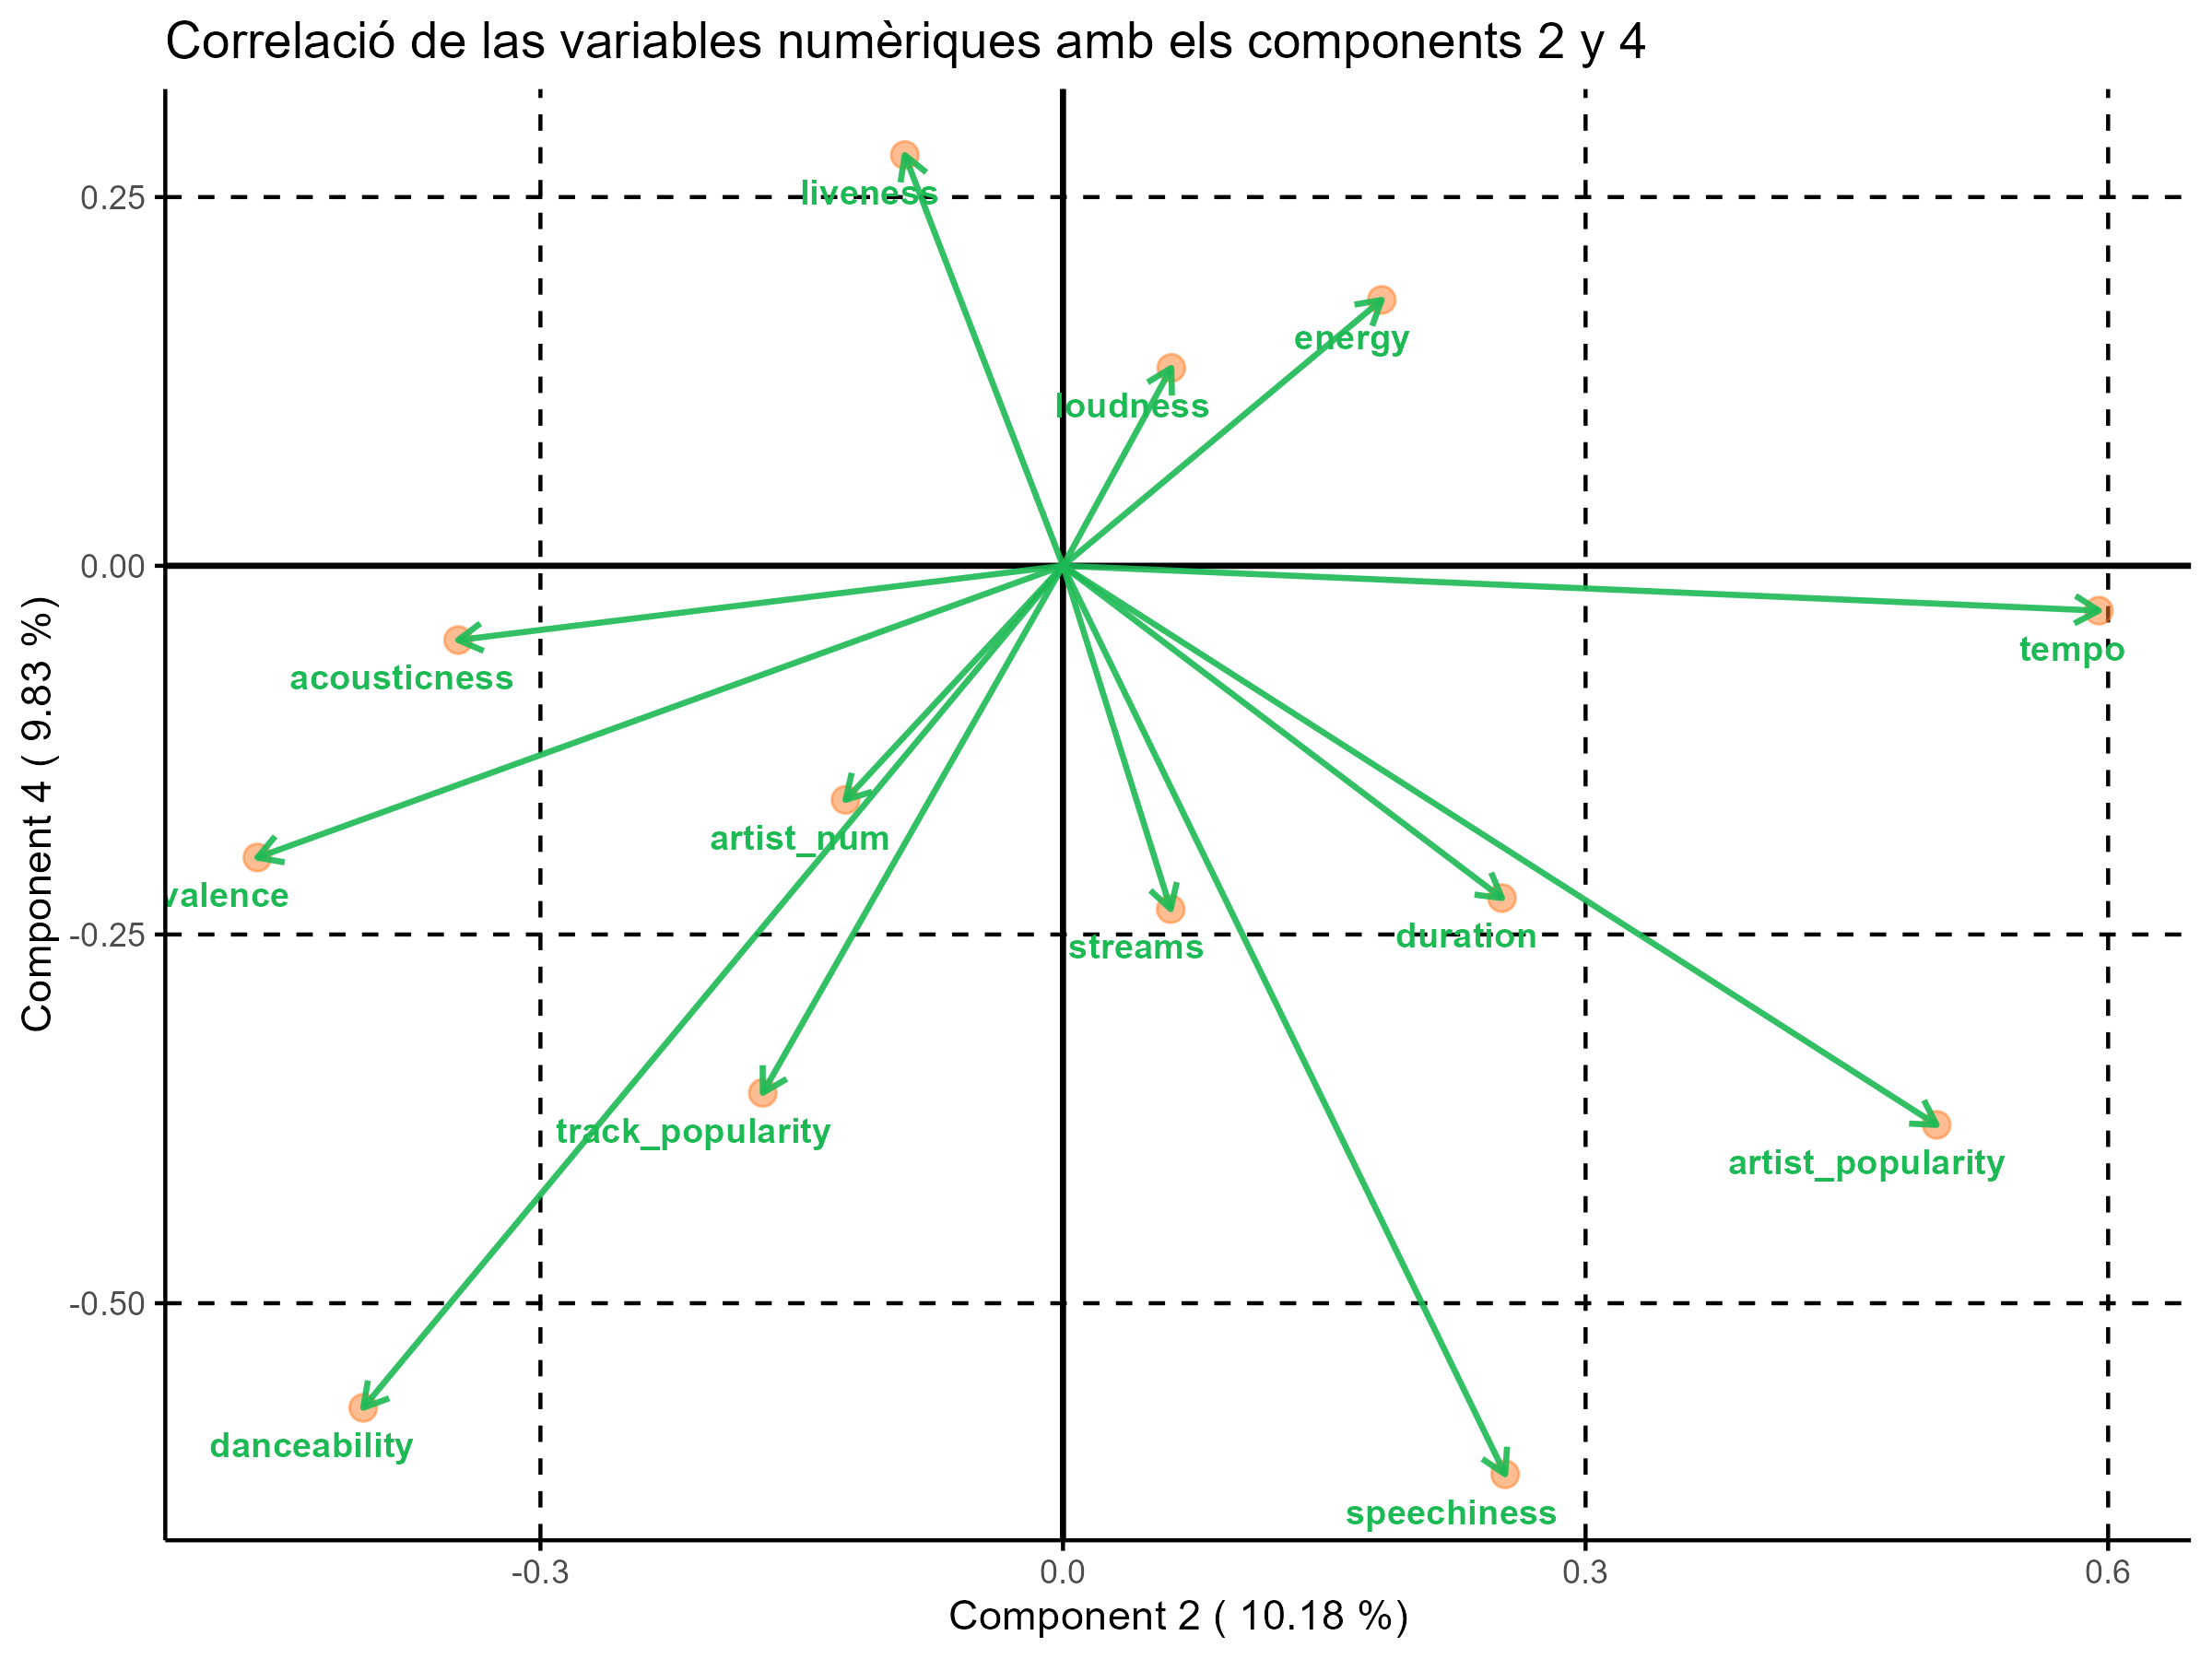 Correlació de las variables numèriques amb els components 2 y 4
Component 4 ( 9.83 %)
0.25
0.00
-0.25
-0.50
liveness
energy
loudness
tempo
acousticness
artist_num
valence
duration
streams
track_popularity
artist_popularity
danceability
speechiness
-0.3
0.0
0.3
0.6
Component 2 ( 10.18 %)